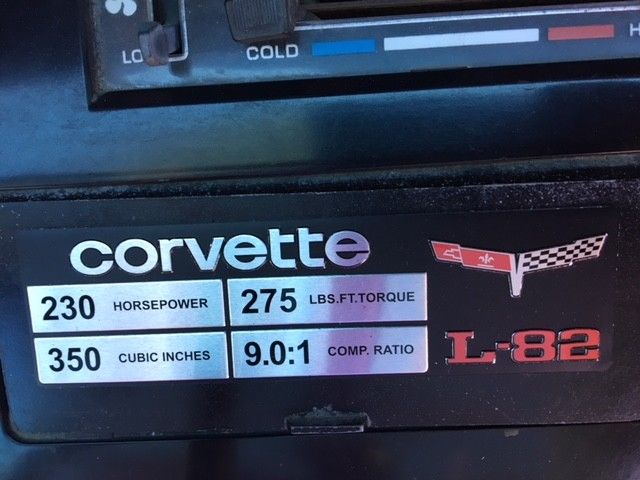 LO
COLD
H
corvette
230 HORSEPOWER 275 LBS.FT.TORQUE
350 CUBIC INCHES 9.0:1 COMP. RATIO
L-82